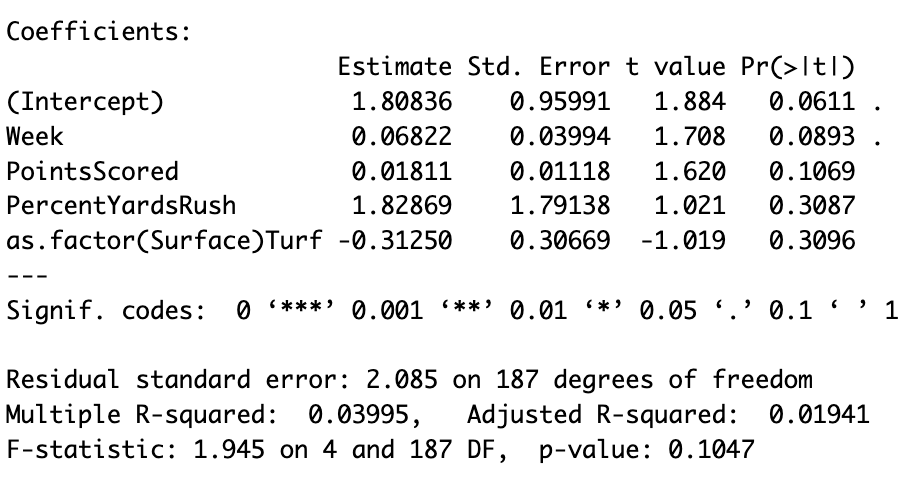 Coefficients:
Estimate Std. Error t value Pr(>|t|)
(Intercept) 1.80836 0.95991 1.884 0.0611 .
Week 0.06822 0.03994 1.708 0.0893 .
PointsScored 0.01811 0.01118 1.620 0.1069
PercentYardsRush 1.82869 1.79138 1.021 0.3087
as.factor(Surface)Turf -0.31250 0.30669 -1.019 0.3096
---
Signif. codes: 0 ‘***’ 0.001 ‘**’ 0.01 ‘*’ 0.05 ‘.’ 0.1 ‘ ’ 1
Residual standard error: 2.085 on 187 degrees of freedom
Multiple R-squared: 0.03995, Adjusted R-squared: 0.01941
F-statistic: 1.945 on 4 and 187 DF, p-value: 0.1047